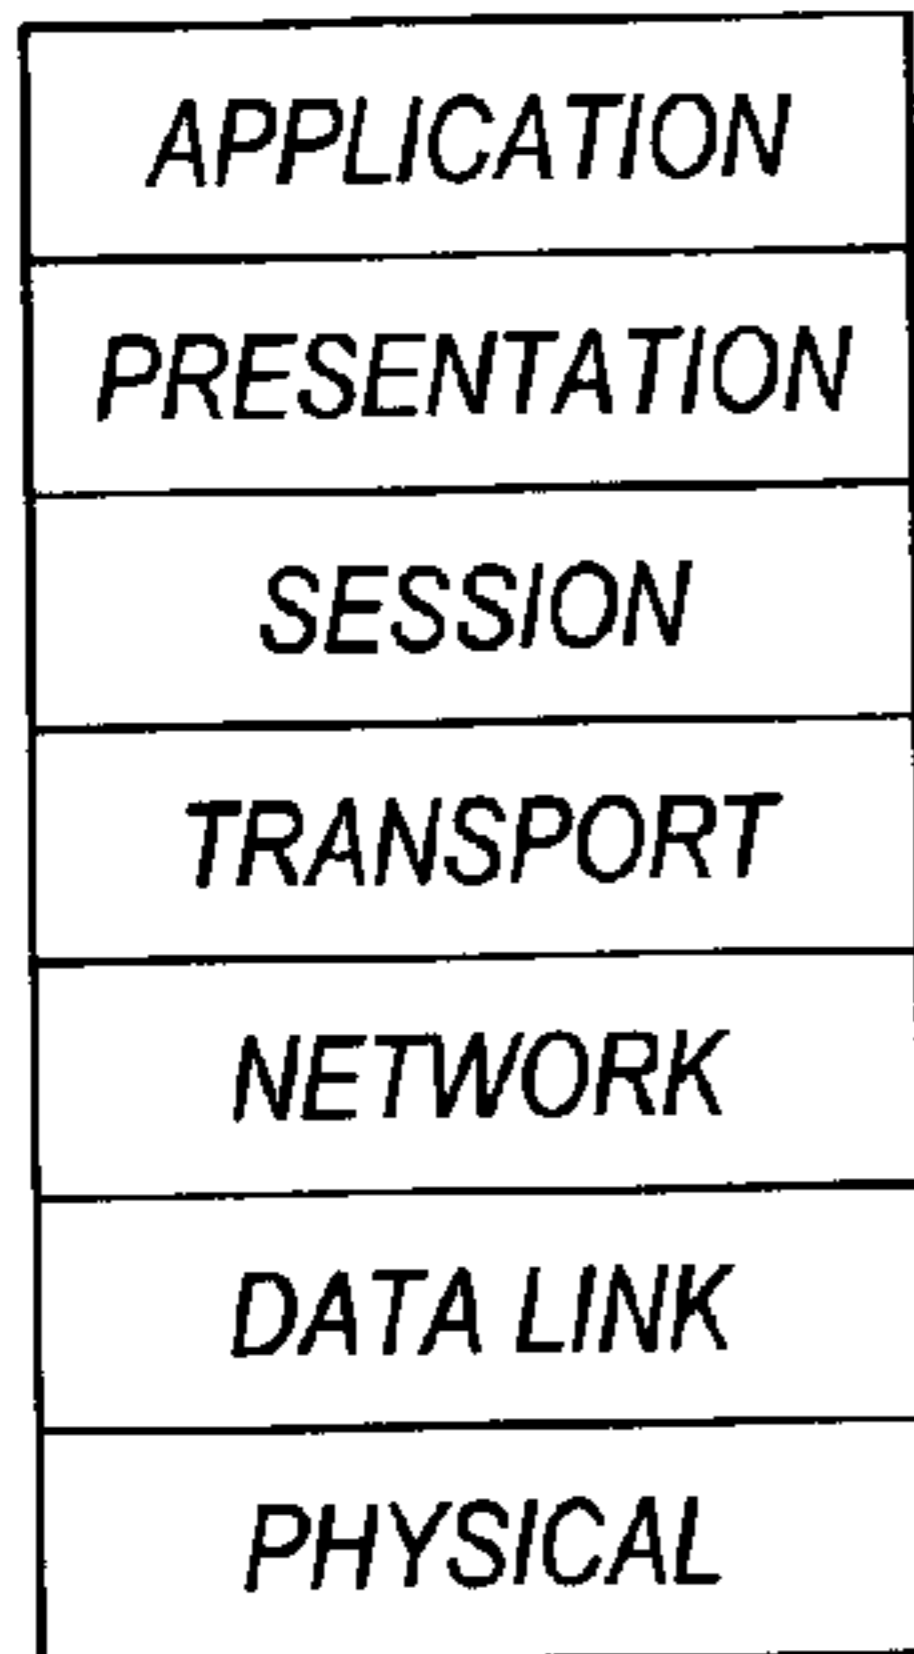 APPLICATION
PRESENTATION
SESSION
TRANSPORT
NETWORK
DATA LINK
PHYSICAL